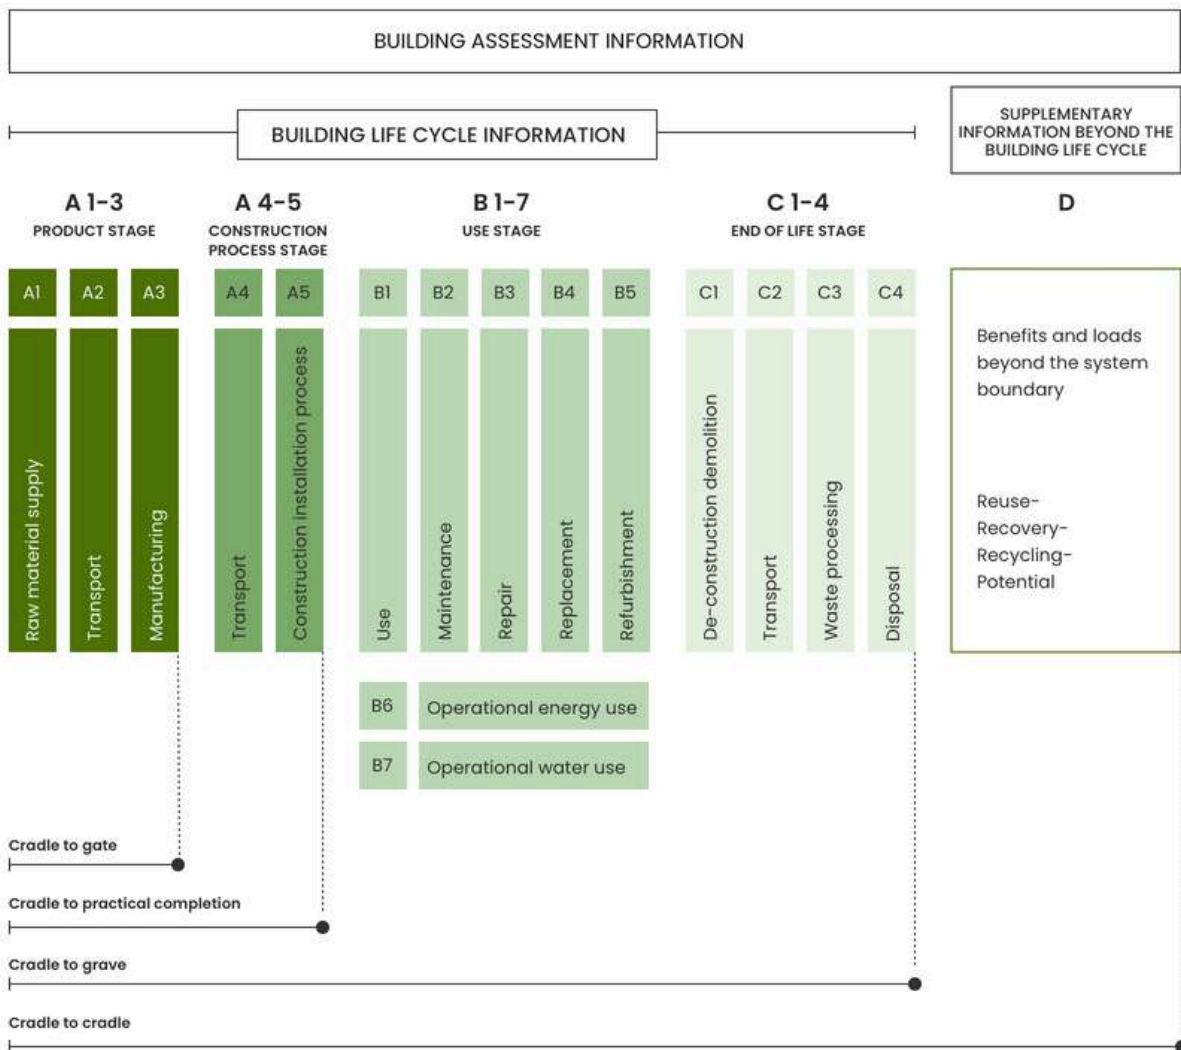 BUILDING ASSESSMENT INFORMATION
BUILDING LIFE CYCLE INFORMATION
SUPPLEMENTARY
INFORMATION BEYOND THE
BUILDING LIFE CYCLE
A 1-3
PRODUCT STAGE
A 4-5
CONSTRUCTION
PROCESS STAGE
B 1-7
USE STAGE
C 1-4
END OF LIFE STAGE
D
A1
A2
A3
A4
A5
B1
B2
B3
B4
B5
C1
C2
C3
C4
Raw material supply
Transport
Manufacturing
Transport
Construction installation process
Use
Maintenance
Repair
Replacement
Refurbishment
De-construction demolition
Transport
Waste processing
Disposal
Benefits and loads
beyond the system
boundary
Reuse-
Recovery-
Recycling-
Potential
B6
Operational energy use
B7
Operational water use
Cradle to gate
Cradle to practical completion
Cradle to grave
Cradle to cradle